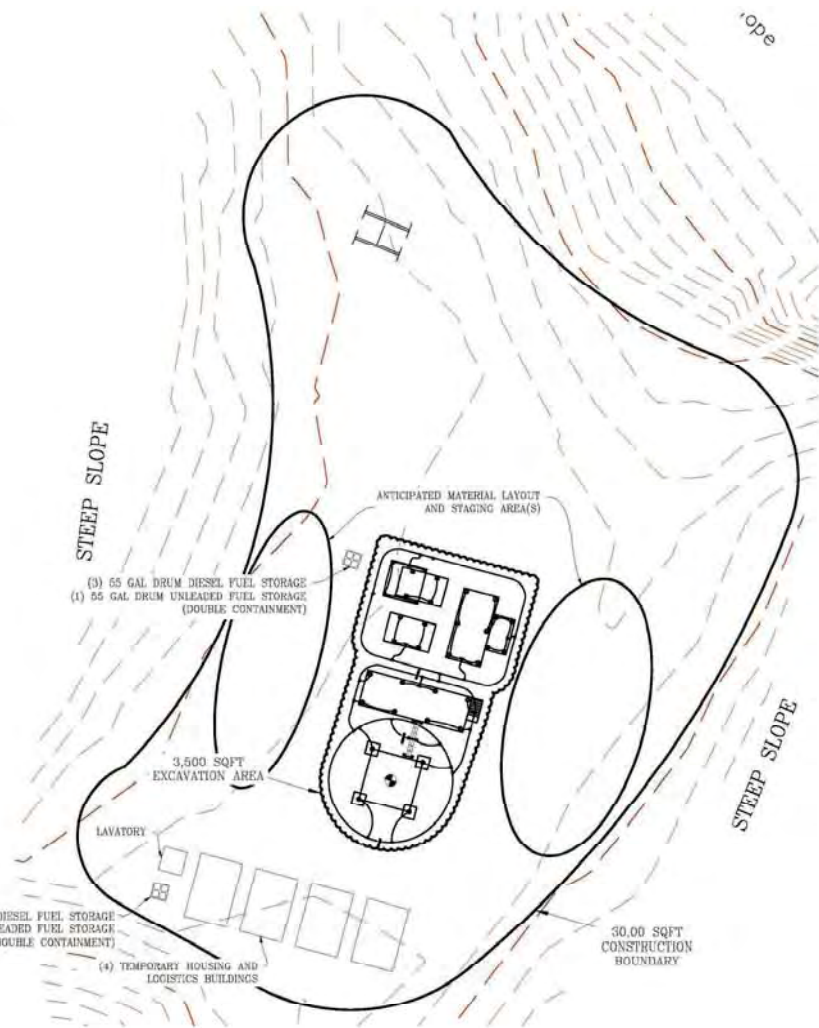 ope
H
STEEP SLOPE
ANTICIPATED MATERIAL LAYOUT
AND STAGING AREA(S)
(3) 55 GAL DRUM DIESEL FUEL STORAGE
(1) 55 GAL DRUM UNLEADED FUEL STORAGE
(DOUBLE CONTAINMENT)
3,500 SQFT
EXCAVATION AREA
STEEP SLOPE
LAVATORY
DIESEL FUEL STORAGE
EADED FUEL STORAGE
DOUBLE CONTAINMENT)
(4) TEMPORARY HOUSING AND
LOGISTICS BUILDINGS
30,00 SQFT
CONSTRUCTION
BOUNDARY